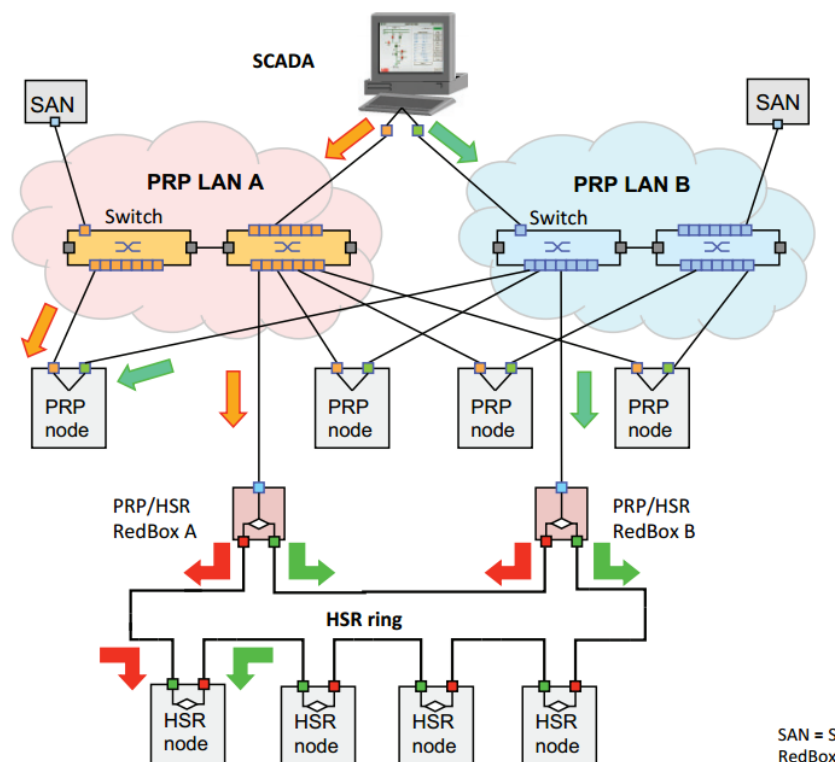 SCADA
SAN
SAN
PRP LAN A
PRP LAN B
Switch
Switch
PRP
node
PRP
node
PRP
node
PRP
node
PRP/HSR
RedBox A
PRP/HSR
RedBox B
HSR ring
HSR
node
HSR
node
HSR
node
HSR
node
SAN = S
RedBox